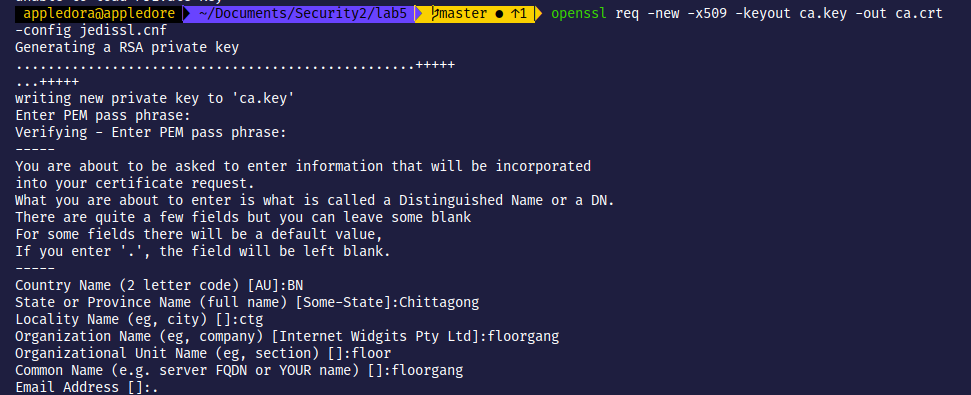 appledora@appledore ~/Documents/Security2/lab5 master ● ↑1 openssl req -new -x509 -keyout ca.key -out ca.crt
-config jedissl.cnf
Generating a RSA private key
.................................................+++++
...+++++
writing new private key to 'ca.key'
Enter PEM pass phrase:
Verifying - Enter PEM pass phrase:
-----
You are about to be asked to enter information that will be incorporated
into your certificate request.
What you are about to enter is what is called a Distinguished Name or a DN.
There are quite a few fields but you can leave some blank
For some fields there will be a default value,
If you enter '.', the field will be left blank.
-----
Country Name (2 letter code) [AU]:BN
State or Province Name (full name) [Some-State]:Chittagong
Locality Name (eg, city) []:ctg
Organization Name (eg, company) [Internet Widgits Pty Ltd]:floorgang
Organizational Unit Name (eg, section) []:floor
Common Name (e.g. server FQDN or YOUR name) []:floorgang
Email Address []:.